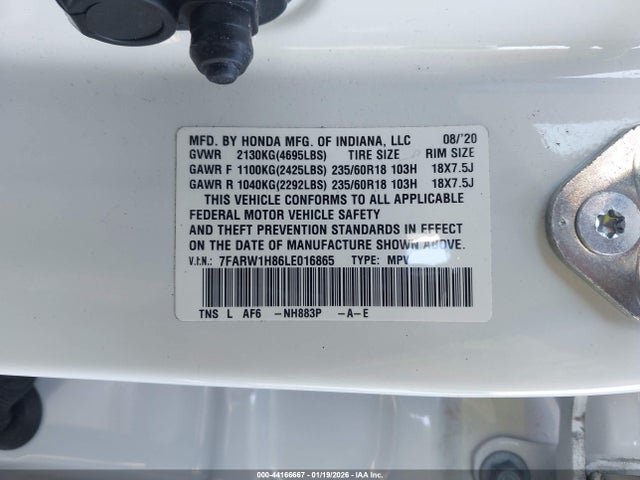 MFD. BY HONDA MFG. OF INDIANA, LLC 08/'20
GVWR 2130KG(4695LBS) TIRE SIZE RIM SIZE
GAWR F 1100KG(2425LBS) 235/60R18 103H 18X7.5J
GAWR R 1040KG(2292LBS) 235/60R18 103H 18X7.5J
THIS VEHICLE CONFORMS TO ALL APPLICABLE
FEDERAL MOTOR VEHICLE SAFETY
AND THEFT PREVENTION STANDARDS IN EFFECT
ON THE DATE OF MANUFACTURE SHOWN ABOVE.
V.I.N.: 7FARW1H86LE016865 TYPE: MPV
TNS L AF6 -NH883P -A-E
000-44166667 - 01/19/2026 - IAAI.COM